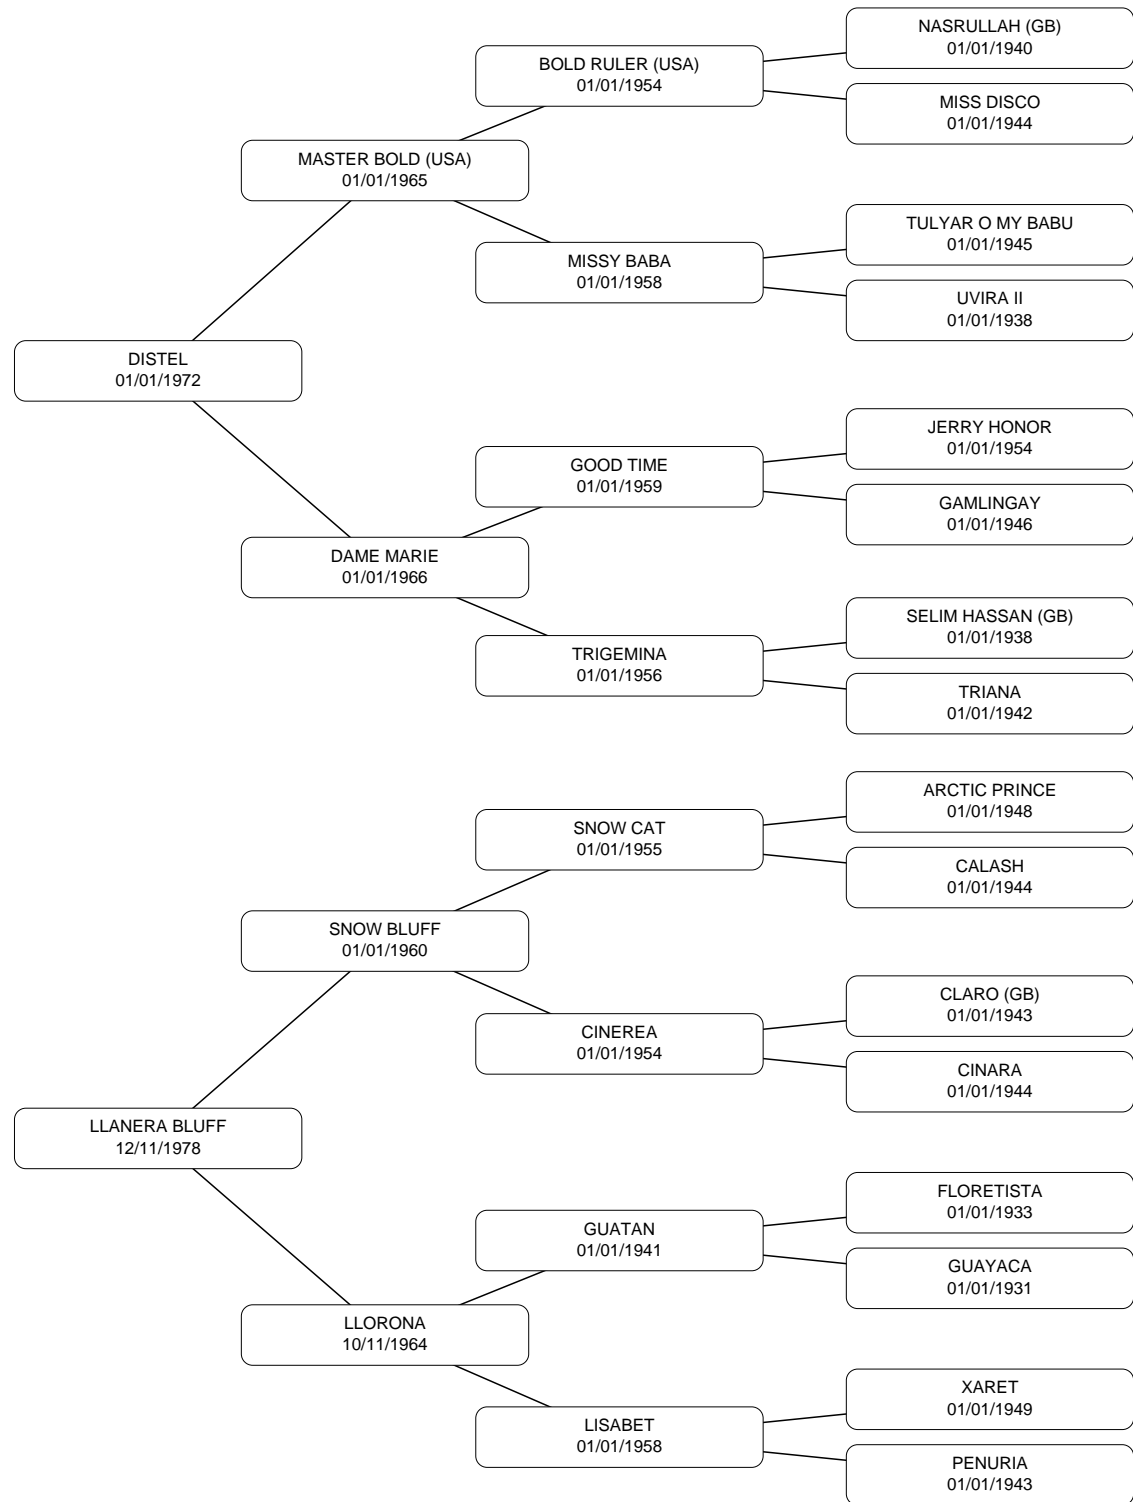 NASRULLAH (GB)
01/01/1940
BOLD RULER (USA)
01/01/1954
MISS DISCO
01/01/1944
MASTER BOLD (USA)
01/01/1965
TULYAR O MY BABU
01/01/1945
MISSY BABA
01/01/1958
UVIRA II
01/01/1938
DISTEL
01/01/1972
JERRY HONOR
01/01/1954
GOOD TIME
01/01/1959
GAMLINGAY
01/01/1946
DAME MARIE
01/01/1966
SELIM HASSAN (GB)
01/01/1938
TRIGEMINA
01/01/1956
TRIANA
01/01/1942
ARCTIC PRINCE
01/01/1948
SNOW CAT
01/01/1955
CALASH
01/01/1944
SNOW BLUFF
01/01/1960
CLARO (GB)
01/01/1943
CINEREA
01/01/1954
CINARA
01/01/1944
LLANERA BLUFF
12/11/1978
FLORETISTA
01/01/1933
GUATAN
01/01/1941
GUAYACA
01/01/1931
LLORONA
10/11/1964
XARET
01/01/1949
LISABET
01/01/1958
PENURIA
01/01/1943